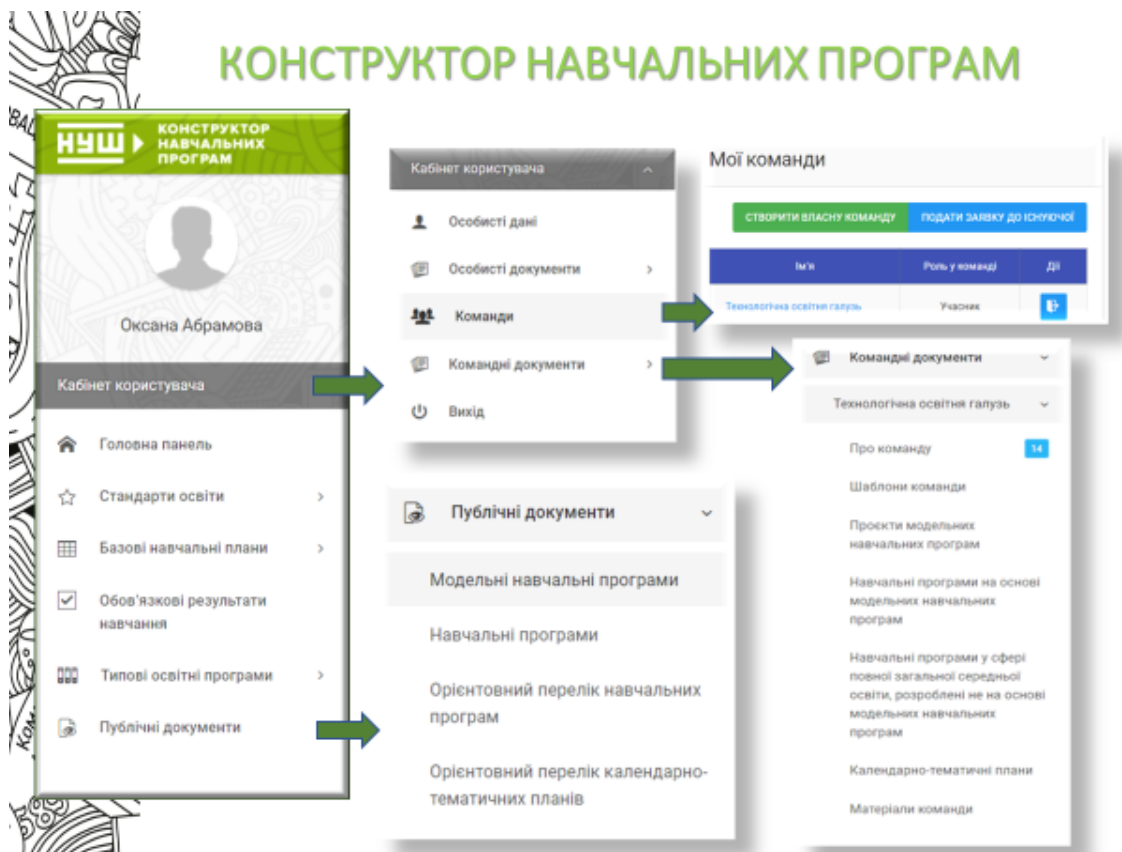 КОНСТРУКТОР НАВЧАЛЬНИХ ПРОГРАМ
НУШ
КОНСТРУКТОР
НАВЧАЛЬНИХ
ПРОГРАМ
Оксана Абрамова
Кабінет користувача
Головна панель
Стандарти освіти
Базові навчальні плани
Обов'язкові результати
навчання
Типові освітні програми
Публічні документи
Кабінет користувача
Особисті дані
Особисті документи
Команди
Командні документи
Вихід
Публічні документи
Модельні навчальні програми
Навчальні програми
Орієнтовний перелік навчальних
програм
Орієнтовний перелік календарно-
тематичних планів
Мої команди
СТВОРИТИ ВЛАСНУ КОМАНДУ
ПОДАТИ ЗАЯВКУ ДО ІСНУЮЧОЇ
Ім'я
Роль у команді
Дії
Технологічна освітня галузь
Учасник
Командні документи
Технологічна освітня галузь
Про команду
14
Шаблони команди
Проєкти модельних
навчальних програм
Навчальні програми на основі
модельних навчальних
програм
Навчальні програми у сфері
повної загальної середньої
освіти, розроблені не на основі
модельних навчальних
програм
Календарно-тематичні плани
Матеріали команди